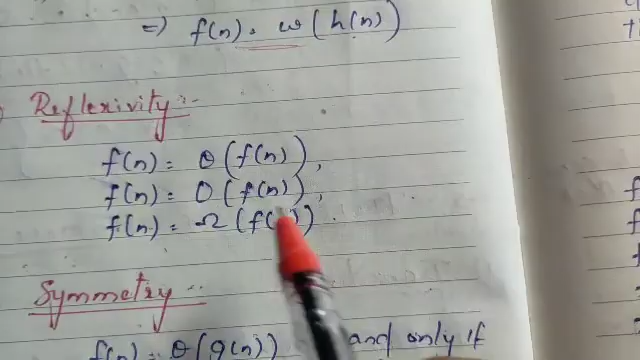 => f(n) = ω(h(n))
Reflexivity :-
f(n) = θ(f(n)),
f(n) = O(f(n)),
f(n) = Ω(f(n))
Symmetry :-
f(n) = θ(g(n)) and only if